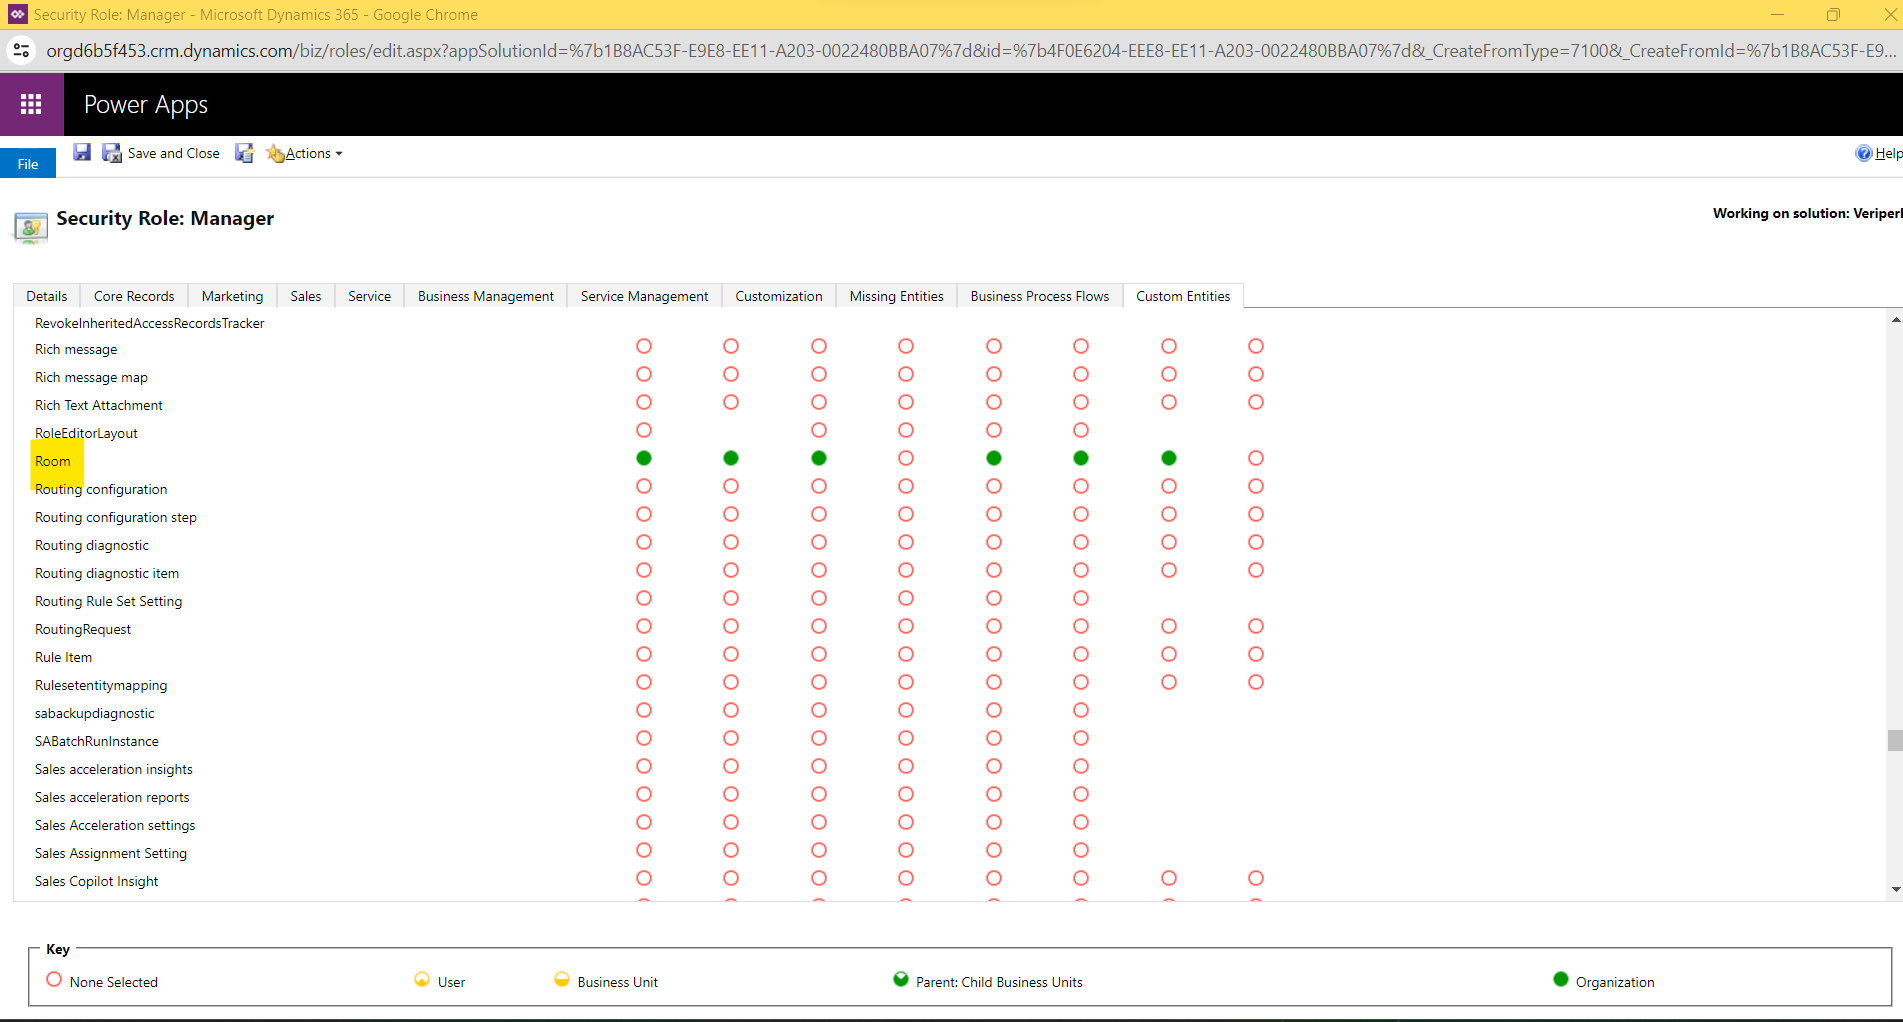 Security Role: Manager - Microsoft Dynamics 365 - Google Chrome
orgd6b5f453.crm.dynamics.com/biz/roles/edit.aspx?appSolutionId=%7b1B8AC53F-E9E8-EE11-A203-0022480BBA07%7d&id=%7b4F0E6204-EEE8-EE11-A203-0022480BBA07%7d&_CreateFromType=7100&_CreateFromId=%7b1B8AC53F-E9...
Power Apps
File Save and Close Actions Help
Security Role: Manager
Working on solution: Veriperk
Details Core Records Marketing Sales Service Business Management Service Management Customization Missing Entities Business Process Flows Custom Entities
RevokeInheritedAccessRecordsTracker
Rich message
Rich message map
Rich Text Attachment
RoleEditorLayout
Room
Routing configuration
Routing configuration step
Routing diagnostic
Routing diagnostic item
Routing Rule Set Setting
RoutingRequest
Rule Item
Rulesetentitymapping
sabackupdiagnostic
SABatchRunInstance
Sales acceleration insights
Sales acceleration reports
Sales Acceleration settings
Sales Assignment Setting
Sales Copilot Insight
Key
None Selected User Business Unit Parent: Child Business Units Organization